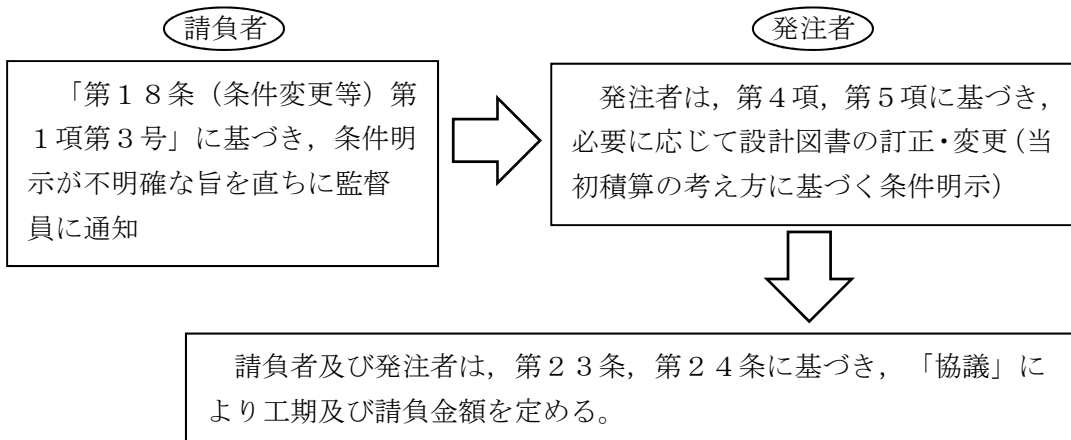 請負者
「第18条（条件変更等）第
1項第3号」に基づき，条件明
示が不明確な旨を直ちに監督
員に通知
発注者
発注者は，第4項，第5項に基づき，
必要に応じて設計図書の訂正・変更（当
初積算の考え方に基づく条件明示）
請負者及び発注者は，第23条，第24条に基づき，「協議」に
より工期及び請負金額を定める。